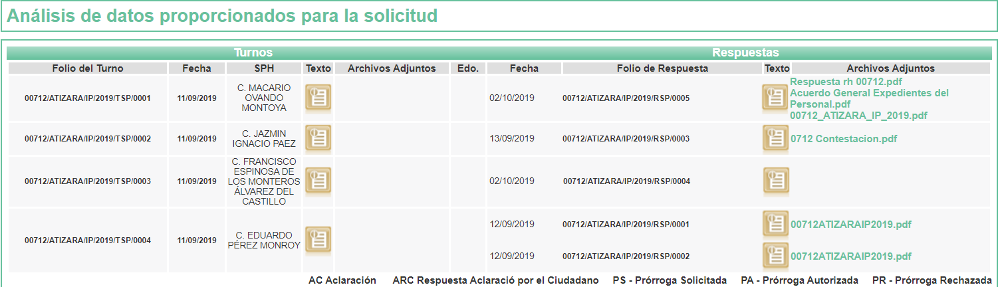 Análisis de datos proporcionados para la solicitud
Turnos Respuestas
Folio del Turno Fecha SPH Texto Archivos Adjuntos Edo. Fecha Folio de Respuesta Texto Archivos Adjuntos
00712/ATIZARA/IP/2019/TSP/0001 11/09/2019 C. MACARIO
OVANDO
MONTOYA
02/10/2019 00712/ATIZARA/IP/2019/RSP/0005
Respuesta rh 00712.pdf
Acuerdo General Expedientes del
Personal.pdf
00712_ATIZARA_IP_2019.pdf
00712/ATIZARA/IP/2019/TSP/0002 11/09/2019 C. JAZMIN
IGNACIO PAEZ
13/09/2019 00712/ATIZARA/IP/2019/RSP/0003 0712 Contestacion.pdf
00712/ATIZARA/IP/2019/TSP/0003 11/09/2019 C. FRANCISCO
ESPINOSA DE
LOS MONTEROS
ÁLVAREZ DEL
CASTILLO
02/10/2019 00712/ATIZARA/IP/2019/RSP/0004
00712/ATIZARA/IP/2019/TSP/0004 11/09/2019 C. EDUARDO
PÉREZ MONROY
12/09/2019 00712/ATIZARA/IP/2019/RSP/0001 00712ATIZARAIP2019.pdf
12/09/2019 00712/ATIZARA/IP/2019/RSP/0002 00712ATIZARAIP2019.pdf
AC Aclaración ARC Respuesta Aclaració por el Ciudadano PS - Prórroga Solicitada PA - Prórroga Autorizada PR - Prórroga Rechazada